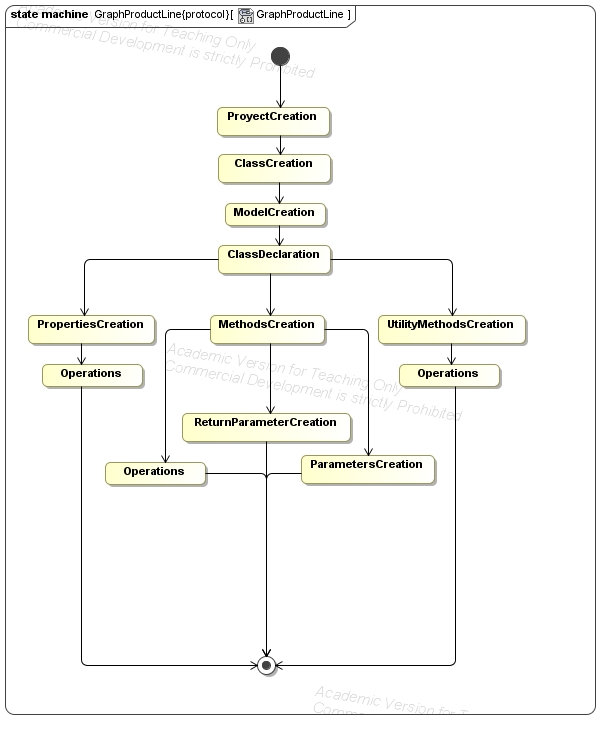 state machine GraphProductLine{protocol}[ GraphProductLine ]
Academic Version for Teaching Only
Commercial Development is strictly Prohibited
ProyectCreation
ClassCreation
ModelCreation
ClassDeclaration
PropertiesCreation
MethodsCreation
UtilityMethodsCreation
Academic Version for Teaching Only
Commercial Development is strictly Prohibited
Operations
Operations
ReturnParameterCreation
Operations
ParametersCreation
Academic Version for T